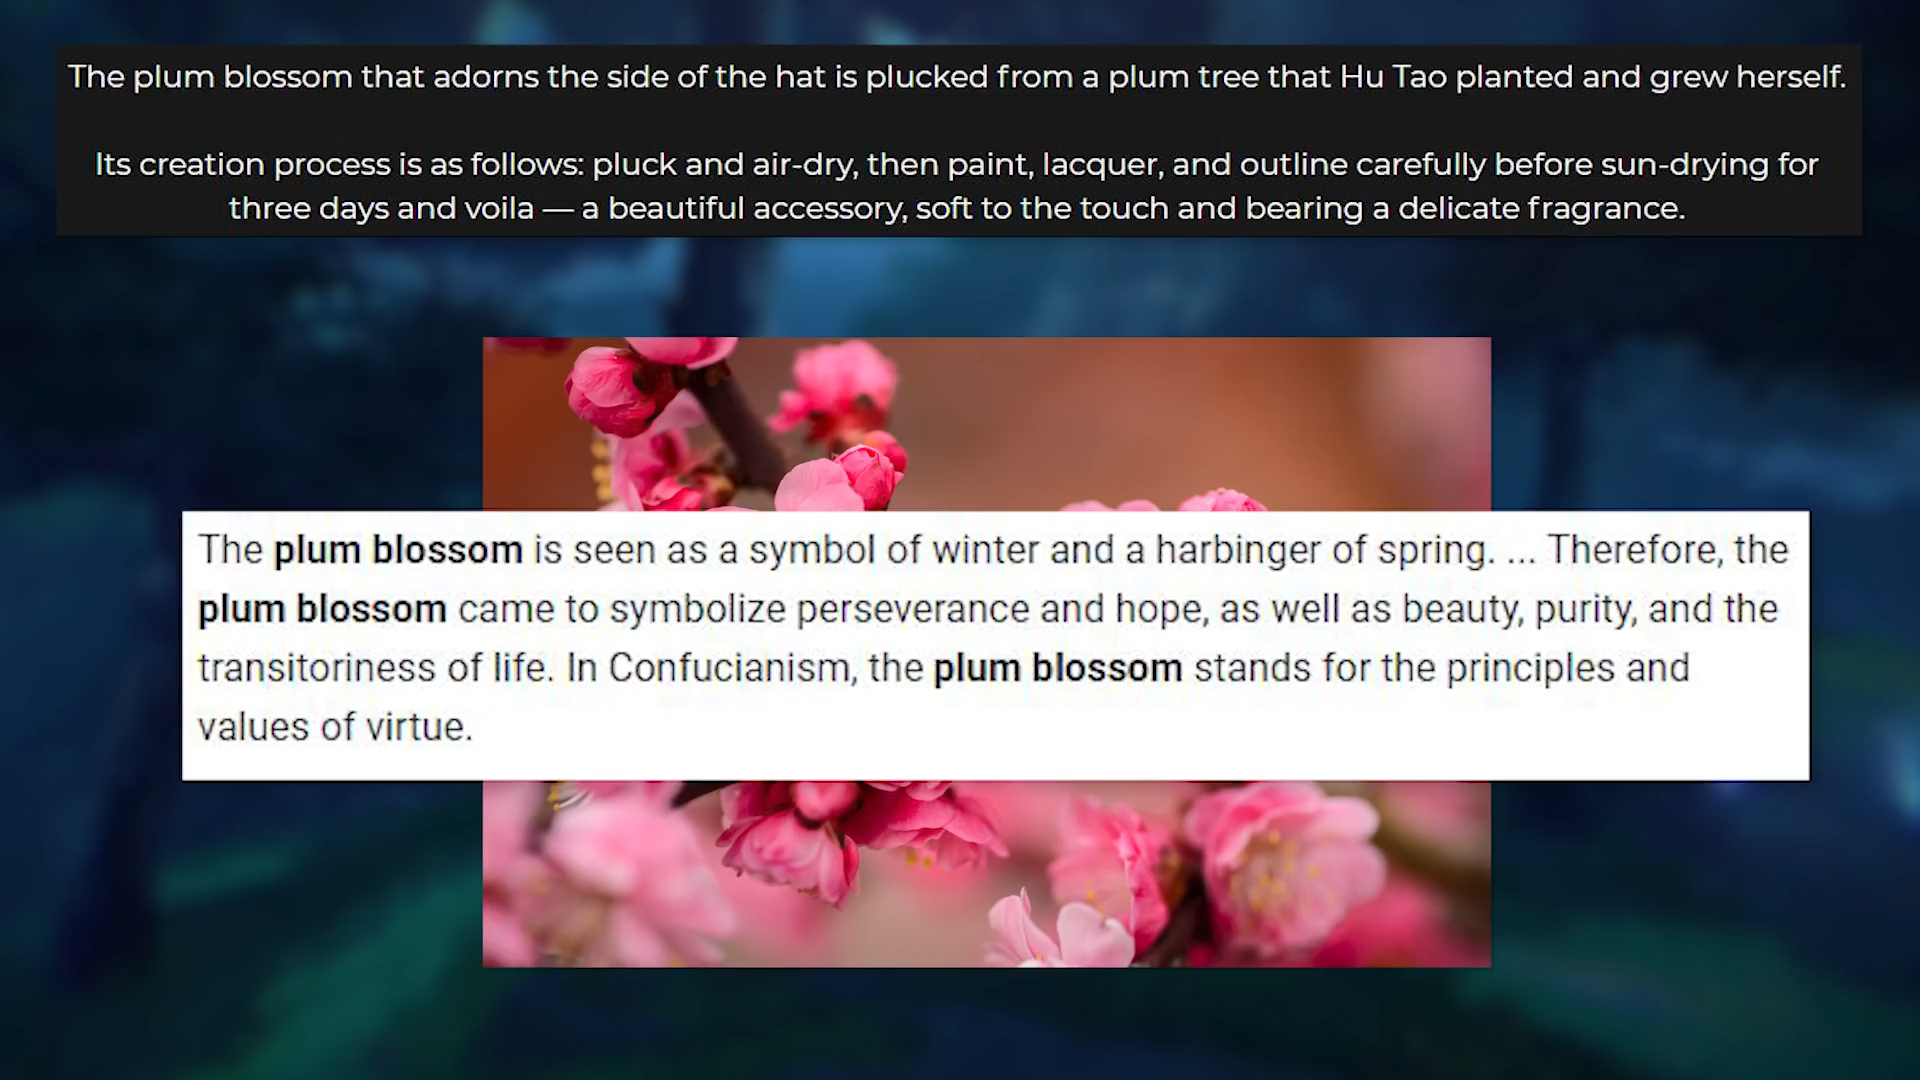 The plum blossom that adorns the side of the hat is plucked from a plum tree that Hu Tao planted and grew herself.
Its creation process is as follows: pluck and air-dry, then paint, lacquer, and outline carefully before sun-drying for
three days and voila — a beautiful accessory, soft to the touch and bearing a delicate fragrance.
The plum blossom is seen as a symbol of winter and a harbinger of spring. ... Therefore, the
plum blossom came to symbolize perseverance and hope, as well as beauty, purity, and the
transitoriness of life. In Confucianism, the plum blossom stands for the principles and
values of virtue.